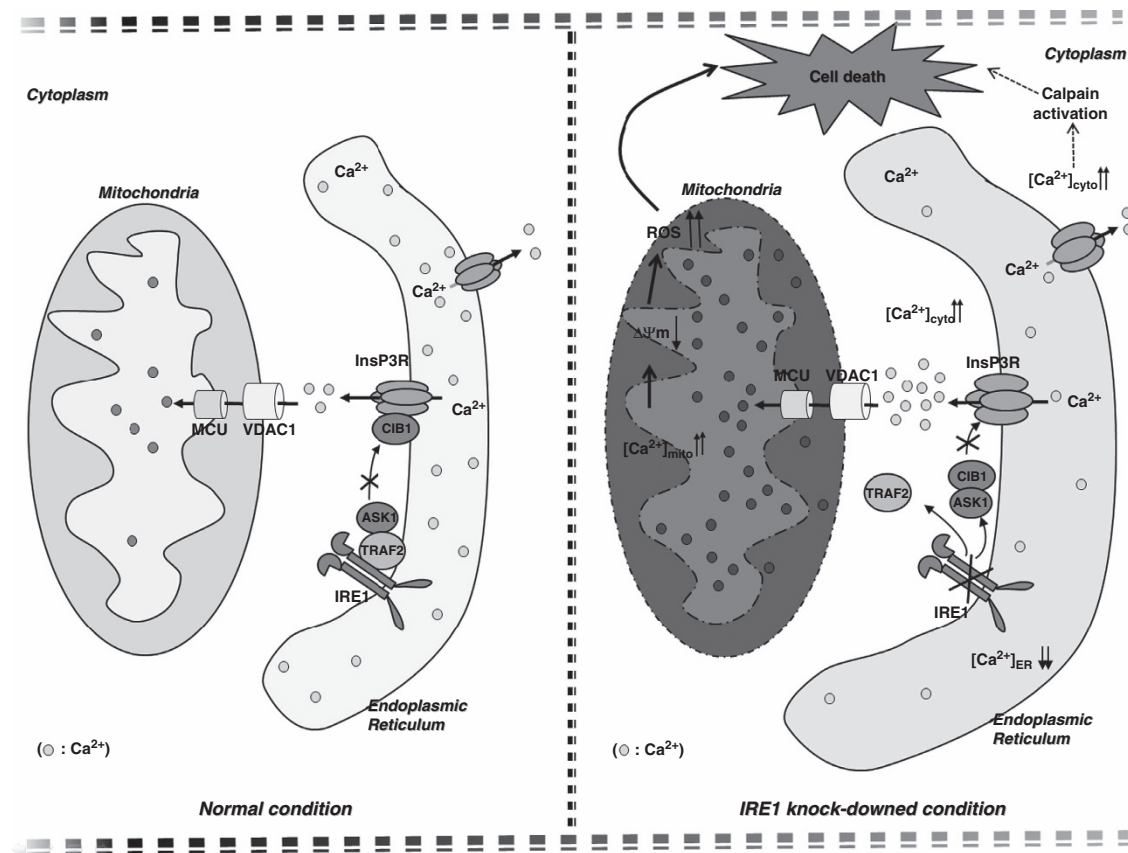 Cytoplasm
Ca2+
Mitochondria
Ca2+
InsP3R
Ca2+
MCU
VDAC1
CIB1
ASK1
TRAF2
IRE1
Endoplasmic
Reticulum
( : Ca2+)
Normal condition
Cell death
Cytoplasm
Calpain
activation
Ca2+
[Ca2+]cyto
Mitochondria
ROS
Ca2+
[Ca2+]cyto
ΔΨm
InsP3R
MCU
VDAC1
Ca2+
[Ca2+]mito
CIB1
TRAF2
ASK1
IRE1
[Ca2+]ER
Endoplasmic
Reticulum
( : Ca2+)
IRE1 knock-downed condition